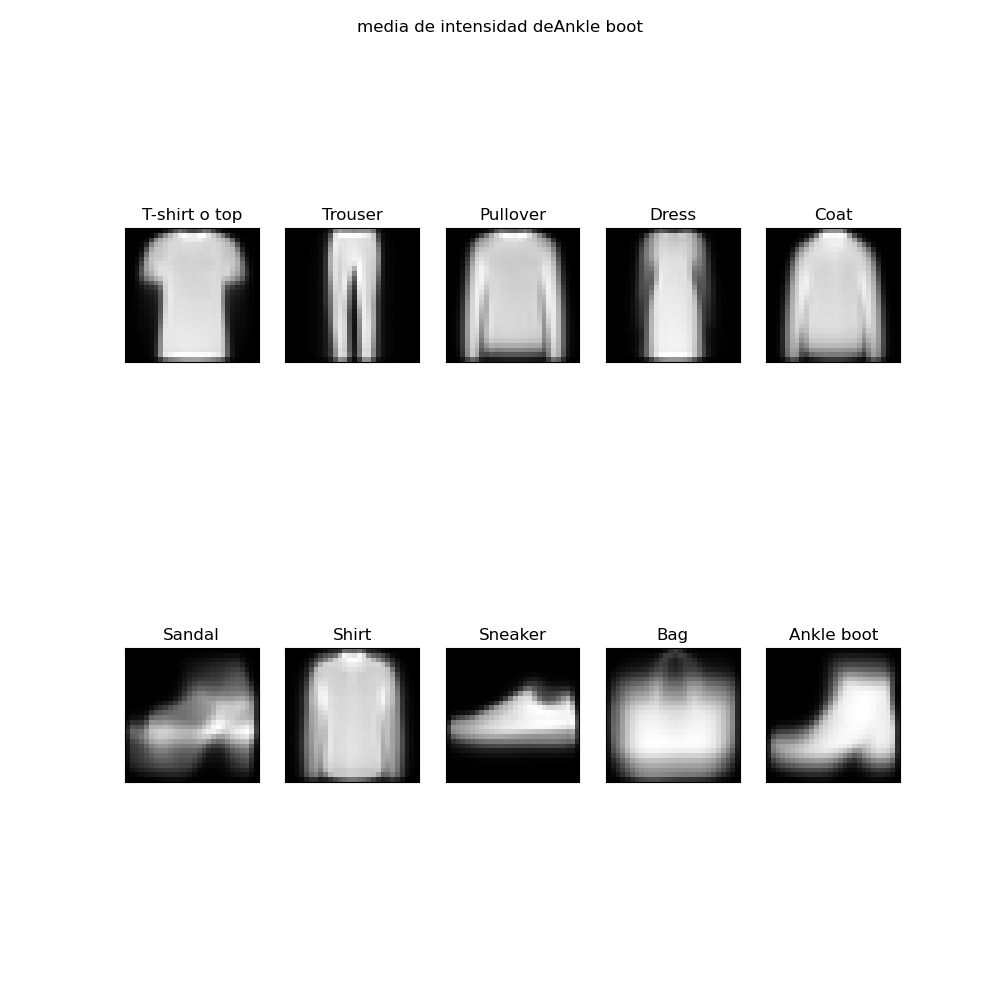 media de intensidad deAnkle boot
T-shirt o top
Trouser
Pullover
Dress
Coat
Sandal
Shirt
Sneaker
Bag
Ankle boot